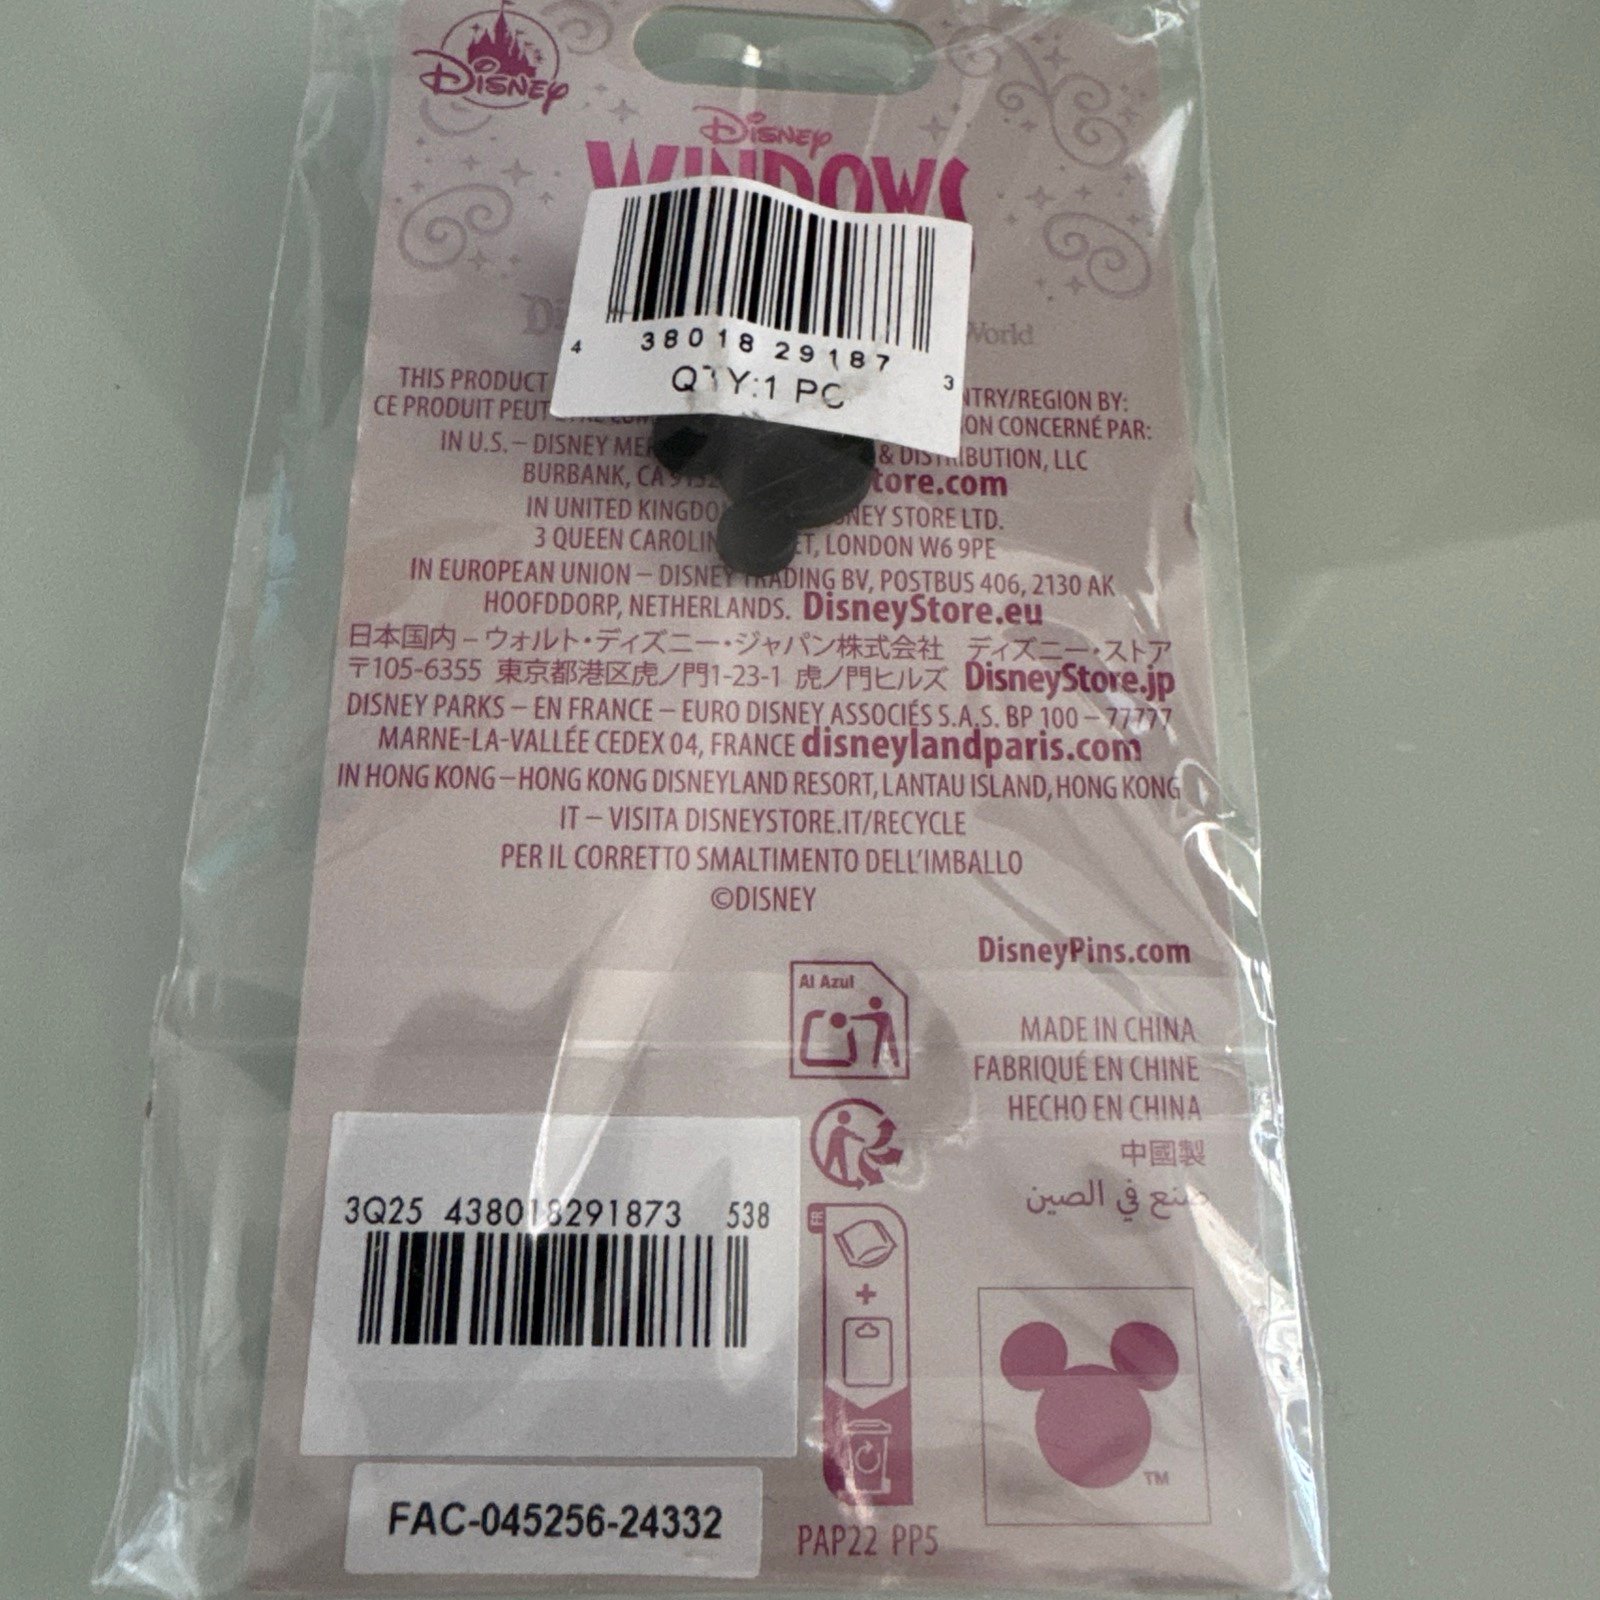 Disney
Disney
WINDOWS
World
4 38018 29187 3
QTY:1 PC
THIS PRODUCT NTRY/REGION BY:
CE PRODUIT PEUT ON CONCERNÉ PAR:
IN U.S. – DISNEY & DISTRIBUTION, LLC
BURBANK, CA tore.com
IN UNITED KINGDO STORE LTD.
3 QUEEN CAROLIN ET, LONDON W6 9PE
IN EUROPEAN UNION – DISNEY TRADING BV, POSTBUS 406, 2130 AK
HOOFDDORP, NETHERLANDS. DisneyStore.eu
日本国内 – ウォルト・ディズニー・ジャパン株式会社 ディズニー・ストア
〒105-6355 東京都港区虎ノ門1-23-1 虎ノ門ヒルズ DisneyStore.jp
DISNEY PARKS – EN FRANCE – EURO DISNEY ASSOCIÉS S.A.S. BP 100 – 77777
MARNE-LA-VALLÉE CEDEX 04, FRANCE disneylandparis.com
IN HONG KONG – HONG KONG DISNEYLAND RESORT, LANTAU ISLAND, HONG KONG
IT – VISITA DISNEYSTORE.IT/RECYCLE
PER IL CORRETTO SMALTIMENTO DELL'IMBALLO
©DISNEY
DisneyPins.com
Al Azul
MADE IN CHINA
FABRIQUÉ EN CHINE
HECHO EN CHINA
中國製
صنع في الصين
3Q25 438018291873 538
FR
+
TM
FAC-045256-24332
PAP22 PP5